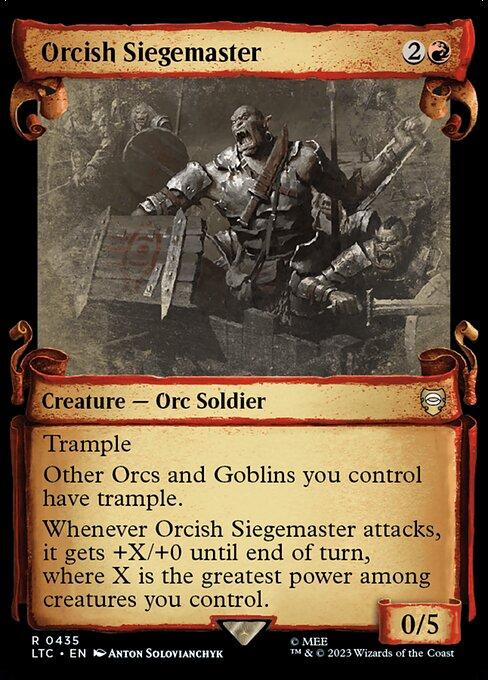 Orcish Siegemaster 2
Creature — Orc Soldier
Trample
Other Orcs and Goblins you control
have trample.
Whenever Orcish Siegemaster attacks,
it gets +X/+0 until end of turn,
where X is the greatest power among
creatures you control.
0/5
R 0435
LTC • EN Anton Solovianchyk
© MEE
™ & © 2023 Wizards of the Coast